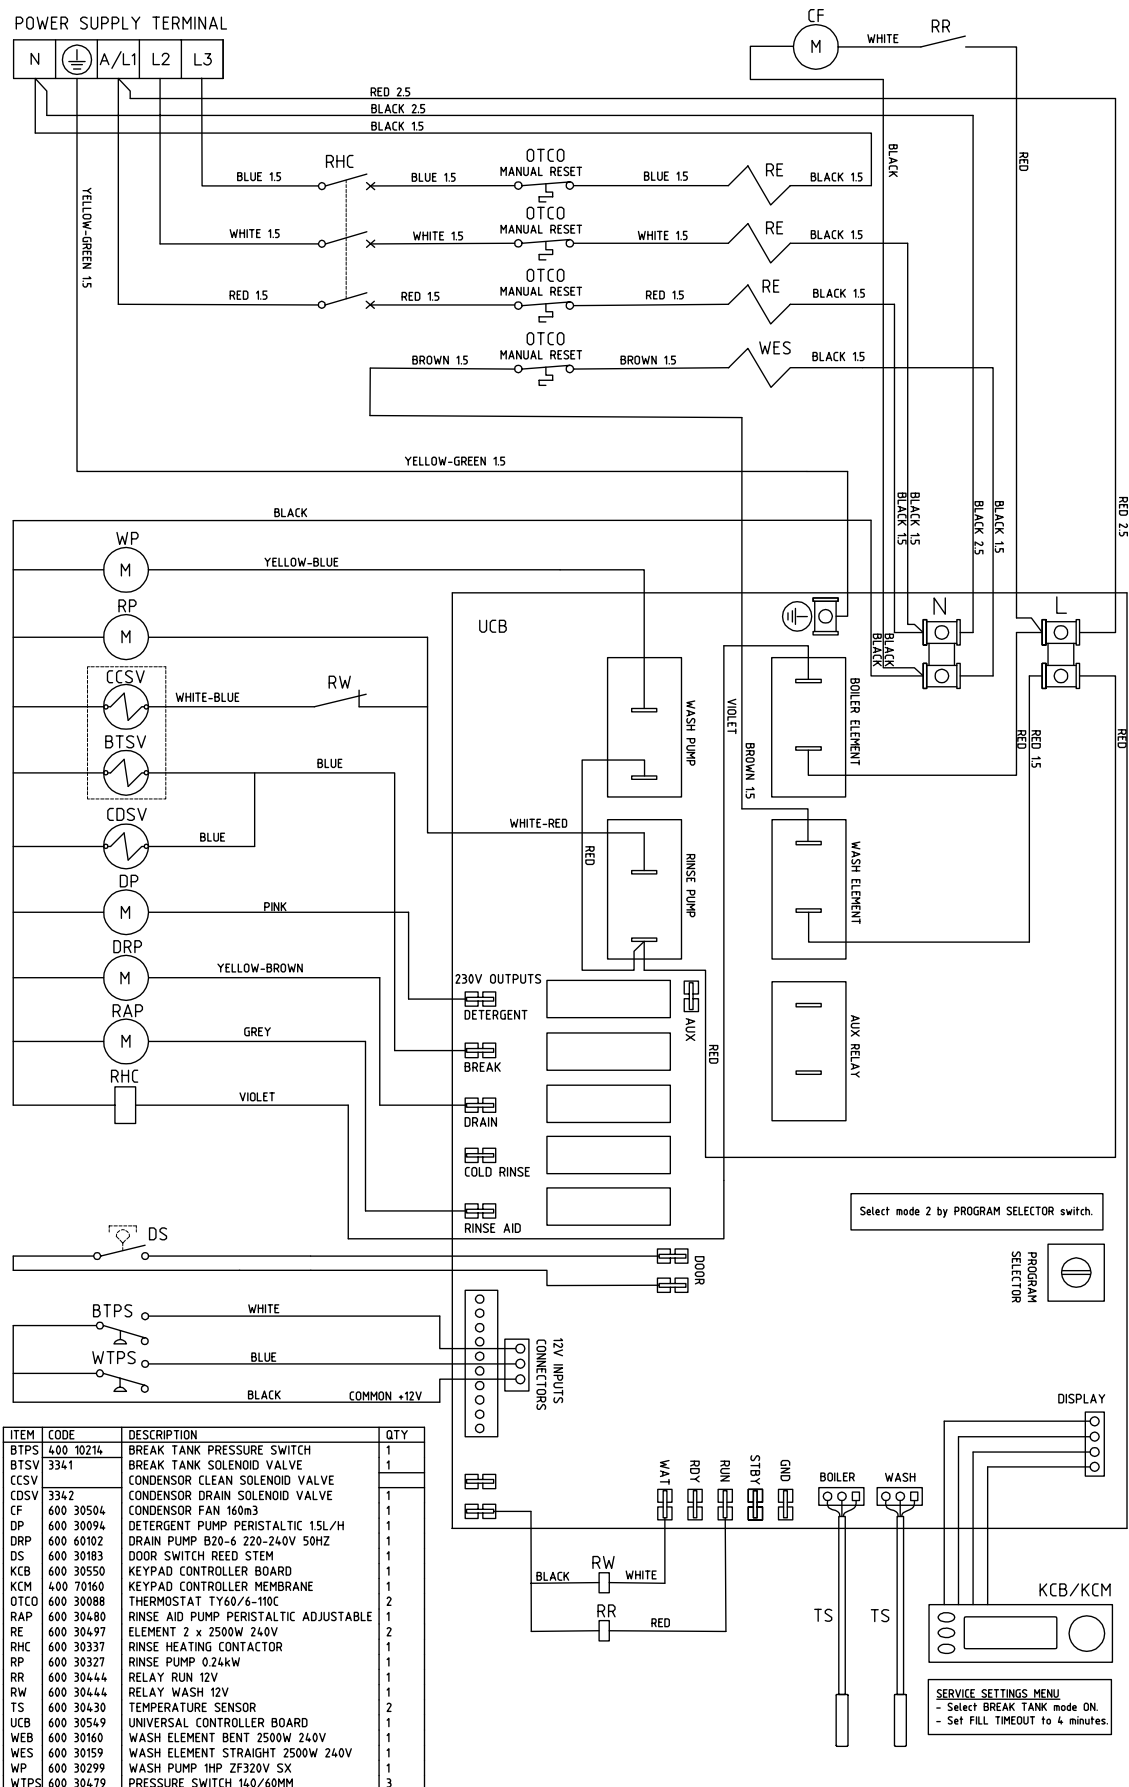 POWER SUPPLY TERMINAL
N
A/L1
L2
L3
CF
M
WHITE
RR
RED 2.5
BLACK 2.5
BLACK 1.5
BLACK
RED
YELLOW-GREEN 1.5
RHC
BLUE 1.5
BLUE 1.5
OTCO
MANUAL RESET
BLUE 1.5
RE
BLACK 1.5
WHITE 1.5
WHITE 1.5
OTCO
MANUAL RESET
WHITE 1.5
RE
BLACK 1.5
RED 1.5
RED 1.5
OTCO
MANUAL RESET
RED 1.5
RE
BLACK 1.5
BROWN 1.5
OTCO
MANUAL RESET
BROWN 1.5
WES
BLACK 1.5
YELLOW-GREEN 1.5
BLACK 1.5
BLACK 1.5
BLACK 2.5
BLACK 1.5
RED 2.5
BLACK
WP
M
YELLOW-BLUE
RP
M
UCB
N
L
BLACK
BLACK
CCSV
WHITE-BLUE
RW
WASH PUMP
VIOLET
BROWN 1.5
BOILER ELEMENT
RED
RED 1.5
RED
BTSV
BLUE
CDSV
BLUE
WHITE-RED
RED
RINSE PUMP
WASH ELEMENT
DP
M
PINK
DRP
M
YELLOW-BROWN
230V OUTPUTS
DETERGENT
AUX
RED
AUX RELAY
RAP
M
GREY
BREAK
RHC
VIOLET
DRAIN
COLD RINSE
RINSE AID
Select mode 2 by PROGRAM SELECTOR switch.
PROGRAM
SELECTOR
DS
DOOR
BTPS
WHITE
WTPS
BLUE
BLACK
COMMON +12V
12V INPUTS
CONNECTORS
DISPLAY
WAT
RDY
RUN
STBY
GND
BOILER
WASH
BLACK
RW
WHITE
RR
RED
TS
TS
KCB/KCM
SERVICE SETTINGS MENU
- Select BREAK TANK mode ON.
- Set FILL TIMEOUT to 4 minutes.
ITEM CODE DESCRIPTION QTY
BTPS 400 10214 BREAK TANK PRESSURE SWITCH 1
BTSV 3341 BREAK TANK SOLENOID VALVE 1
CCSV CONDENSOR CLEAN SOLENOID VALVE
CDSV 3342 CONDENSOR DRAIN SOLENOID VALVE 1
CF 600 30504 CONDENSOR FAN 160m3 1
DP 600 30094 DETERGENT PUMP PERISTALTIC 1.5L/H 1
DRP 600 60102 DRAIN PUMP B20-6 220-240V 50HZ 1
DS 600 30183 DOOR SWITCH REED STEM 1
KCB 600 30550 KEYPAD CONTROLLER BOARD 1
KCM 400 70160 KEYPAD CONTROLLER MEMBRANE 1
OTCO 600 30088 THERMOSTAT TY60/6-110C 2
RAP 600 30480 RINSE AID PUMP PERISTALTIC ADJUSTABLE 1
RE 600 30497 ELEMENT 2 x 2500W 240V 2
RHC 600 30337 RINSE HEATING CONTACTOR 1
RP 600 30327 RINSE PUMP 0.24kW 1
RR 600 30444 RELAY RUN 12V 1
RW 600 30444 RELAY WASH 12V 1
TS 600 30430 TEMPERATURE SENSOR 2
UCB 600 30549 UNIVERSAL CONTROLLER BOARD 1
WEB 600 30160 WASH ELEMENT BENT 2500W 240V 1
WES 600 30159 WASH ELEMENT STRAIGHT 2500W 240V 1
WP 600 30299 WASH PUMP 1HP ZF320V SX 1
WTPS 600 30479 PRESSURE SWITCH 140/60MM 3